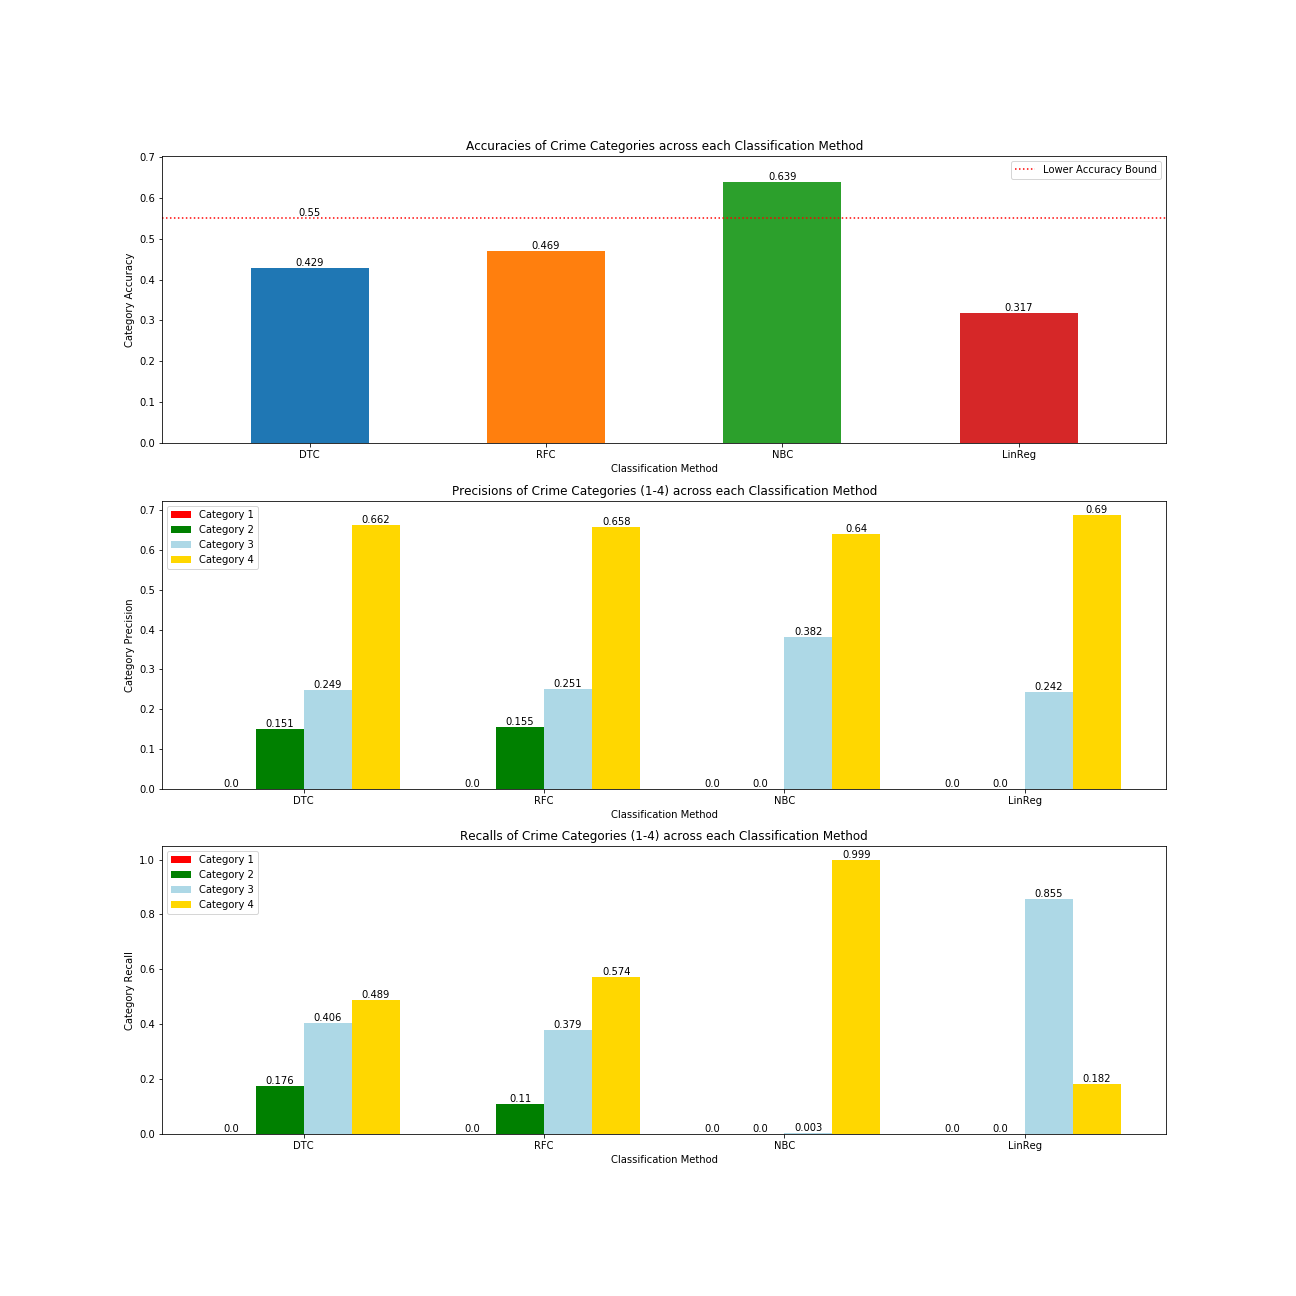 Accuracies of Crime Categories across each Classification Method
0.7
0.6
0.5
0.4
0.3
0.2
0.1
0.0
Category Accuracy
Lower Accuracy Bound
0.55
0.429
0.469
0.639
0.317
DTC RFC NBC LinReg
Classification Method
Precisions of Crime Categories (1-4) across each Classification Method
0.7
0.6
0.5
0.4
0.3
0.2
0.1
0.0
Category Precision
Category 1
Category 2
Category 3
Category 4
0.0 0.151 0.249 0.662
0.0 0.155 0.251 0.658
0.0 0.0 0.382 0.64
0.0 0.0 0.242 0.69
DTC RFC NBC LinReg
Classification Method
Recalls of Crime Categories (1-4) across each Classification Method
1.0
0.8
0.6
0.4
0.2
0.0
Category Recall
Category 1
Category 2
Category 3
Category 4
0.0 0.176 0.406 0.489
0.0 0.11 0.379 0.574
0.0 0.0 0.003 0.999
0.0 0.0 0.855 0.182
DTC RFC NBC LinReg
Classification Method